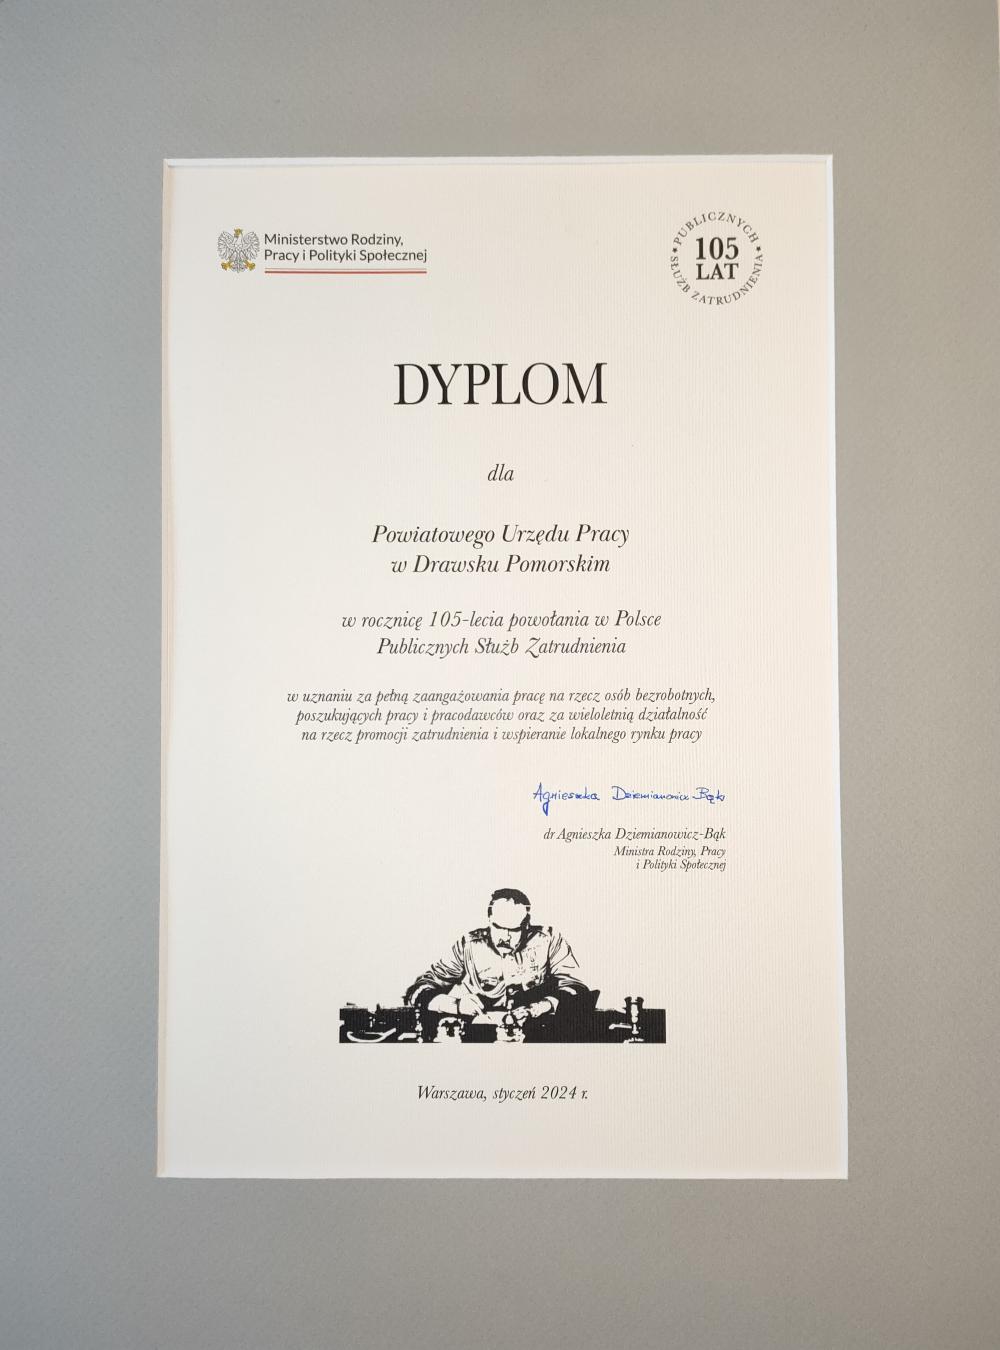 Ministerstwo Rodziny,
Pracy i Polityki Społecznej
PUBLICZNYCH
105
LAT
SŁUŻB ZATRUDNIENIA
DYPLOM
dla
Powiatowego Urzędu Pracy
w Drawsku Pomorskim
w rocznicę 105-lecia powołania w Polsce
Publicznych Służb Zatrudnienia
w uznaniu za pełną zaangażowania pracę na rzecz osób bezrobotnych,
poszukujących pracy i pracodawców oraz za wieloletnią działalność
na rzecz promocji zatrudnienia i wspieranie lokalnego rynku pracy
Agnieszka Dziemianowicz-Bąk
dr Agnieszka Dziemianowicz-Bąk
Ministra Rodziny, Pracy
i Polityki Społecznej
Warszawa, styczeń 2024 r.